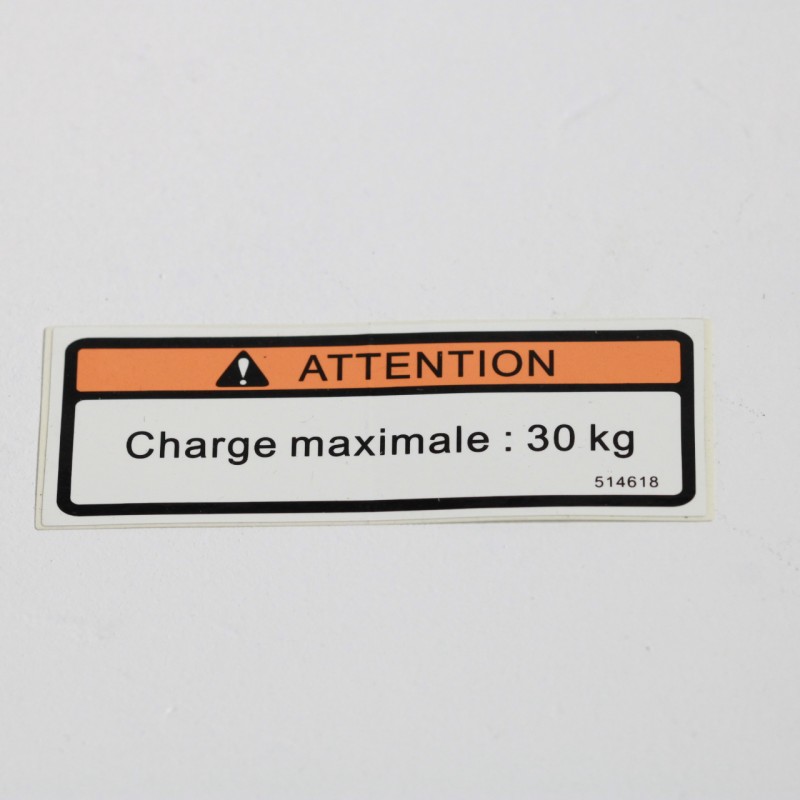 ATTENTION
Charge maximale : 30 kg
514618